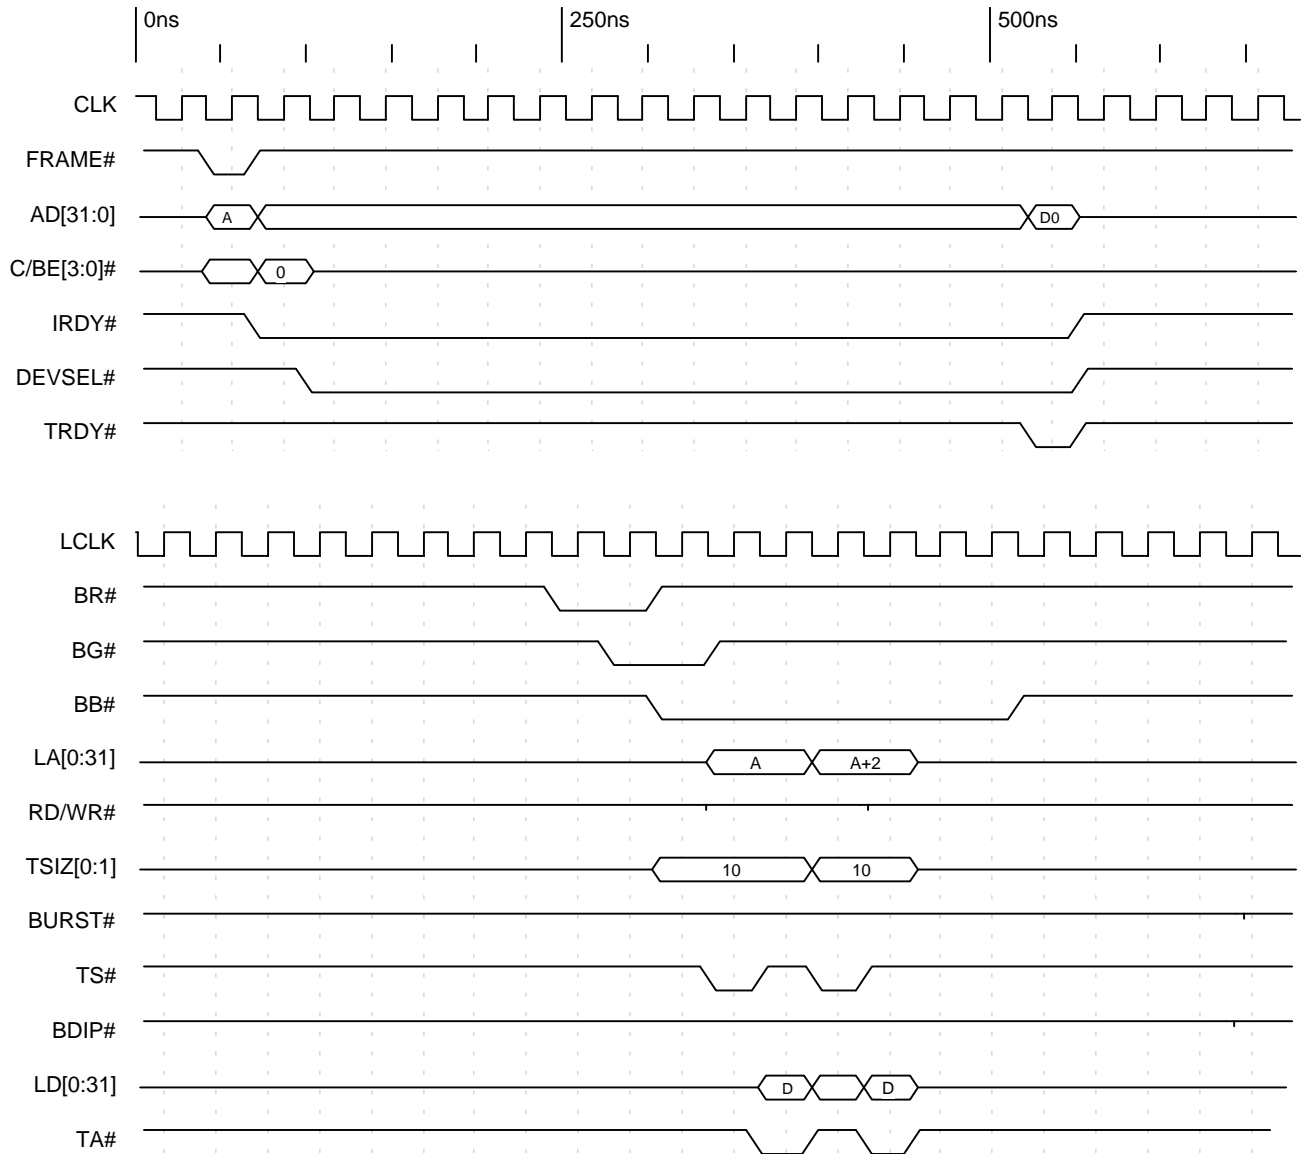 0ns 250ns 500ns
CLK
FRAME#
AD[31:0] A D0
C/BE[3:0]# 0
IRDY#
DEVSEL#
TRDY#
LCLK
BR#
BG#
BB#
LA[0:31] A A+2
RD/WR#
TSIZ[0:1] 10 10
BURST#
TS#
BDIP#
LD[0:31] D D
TA#